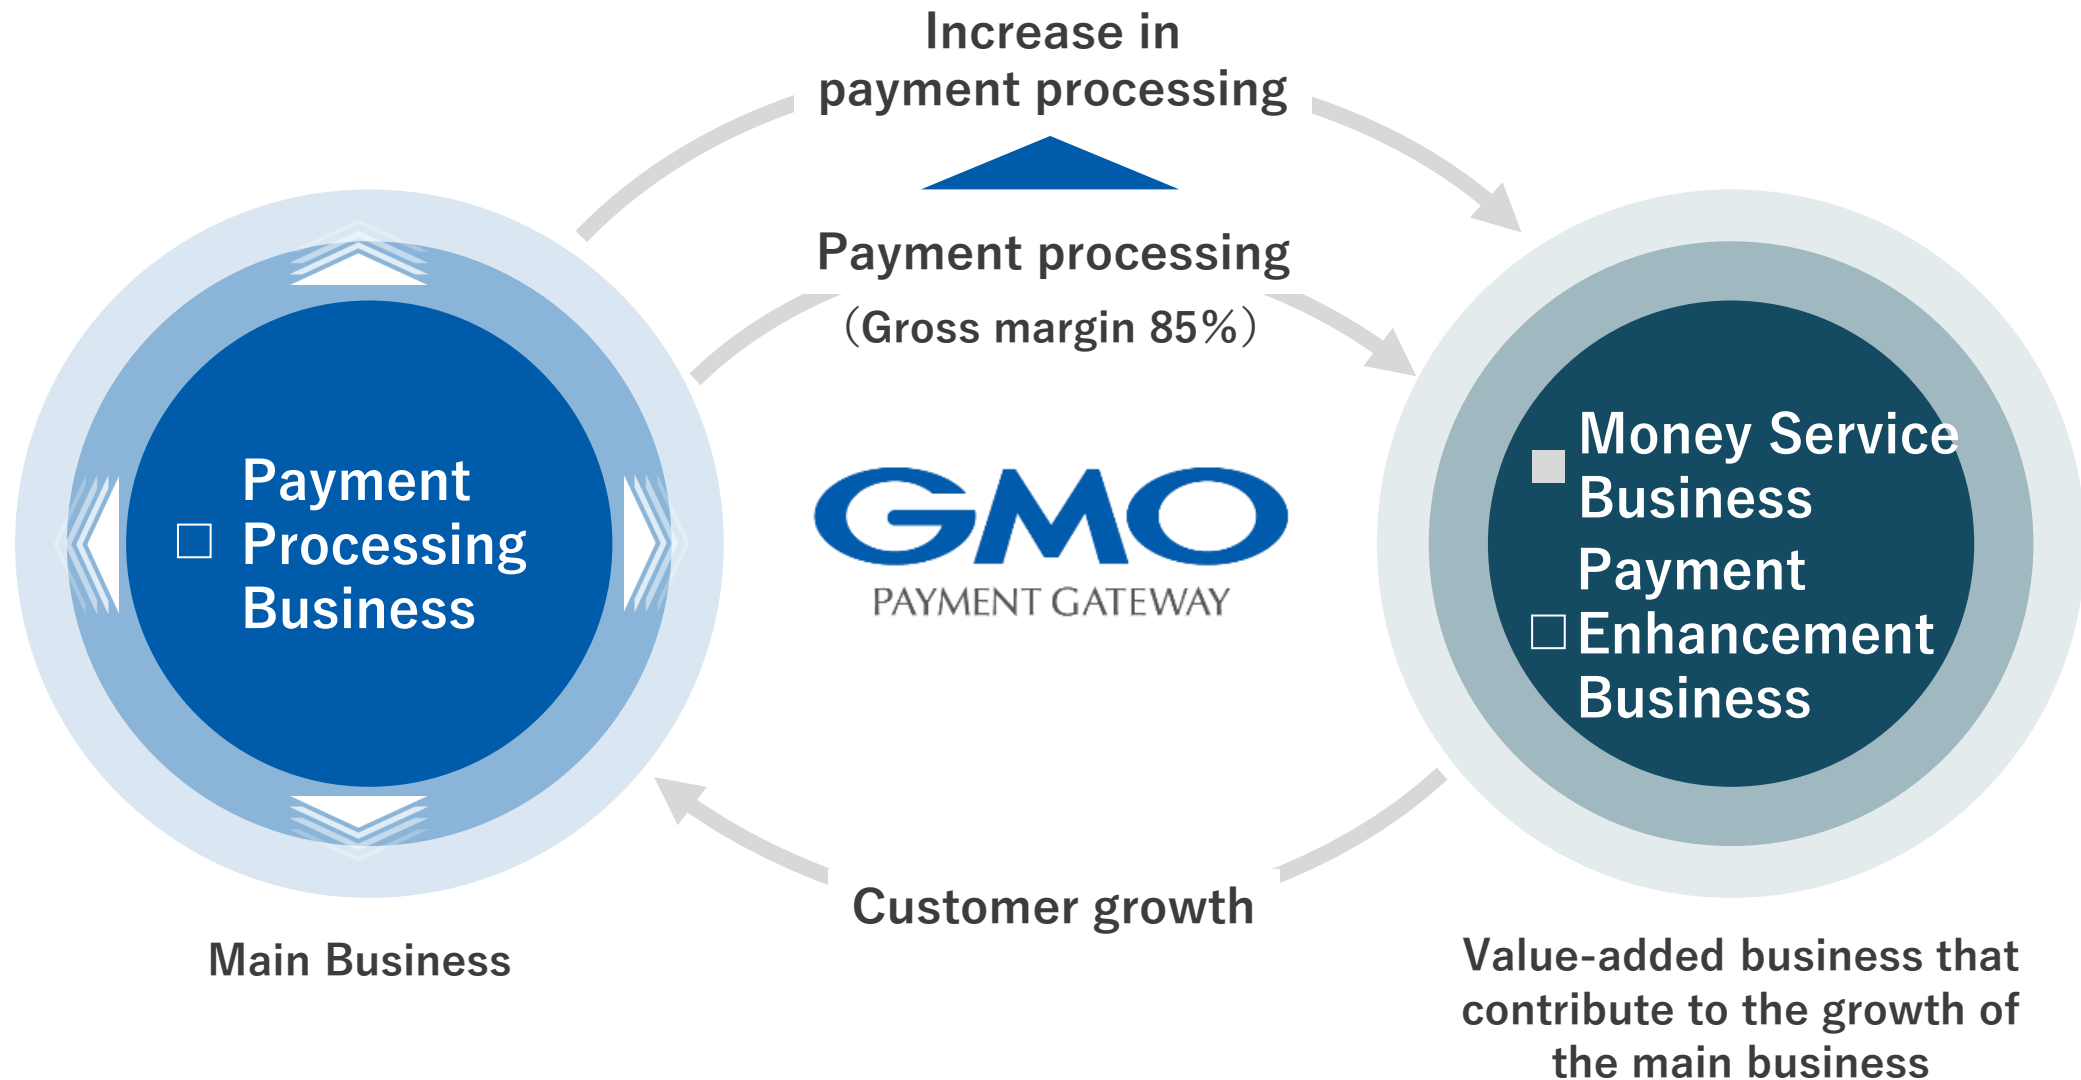 Increase in
payment processing
Payment processing
（Gross margin 85%）
Payment
Processing
Business
GMO
PAYMENT GATEWAY
Money Service
Business
Payment
Enhancement
Business
Customer growth
Main Business
Value-added business that
contribute to the growth of
the main business